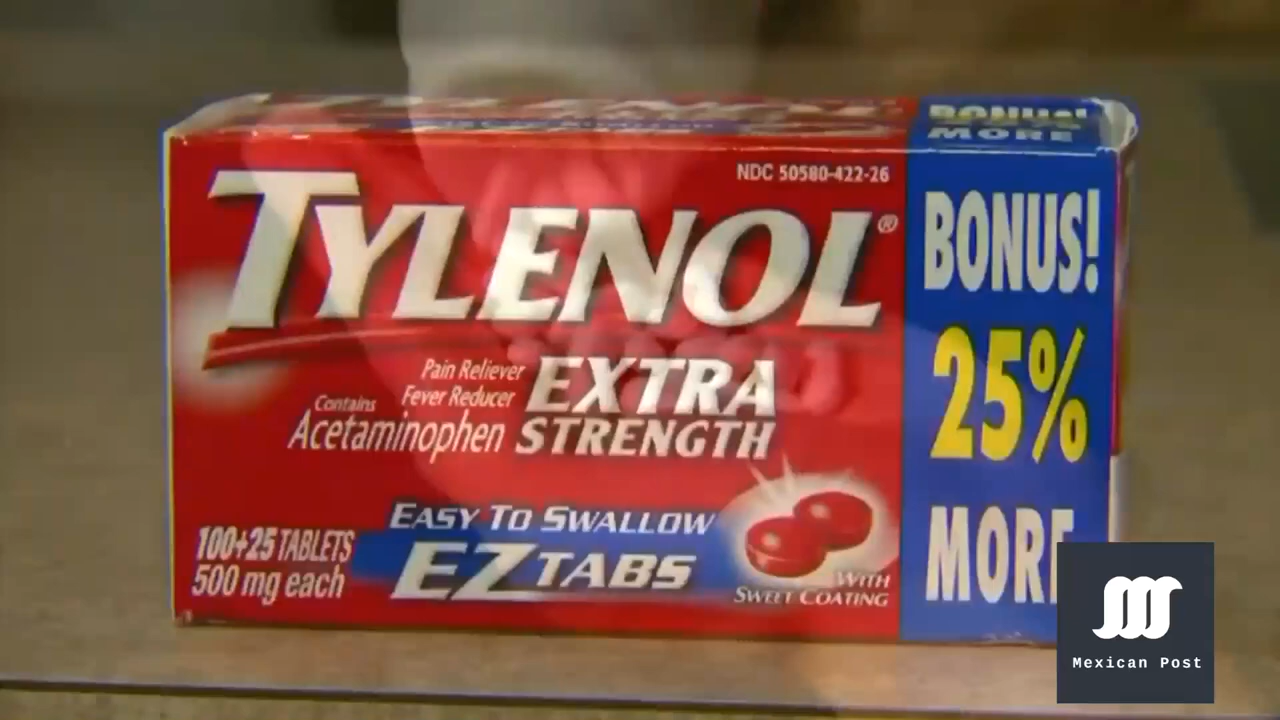 BONUS!
MORE
NDC 50580-422-26
TYLENOL®
Pain Reliever
Fever Reducer
Contains
Acetaminophen
EXTRA
STRENGTH
EASY TO SWALLOW
EZ TABS
100+25 TABLETS
500 mg each
WITH
SWEET COATING
BONUS!
25%
MORE
Mexican Post